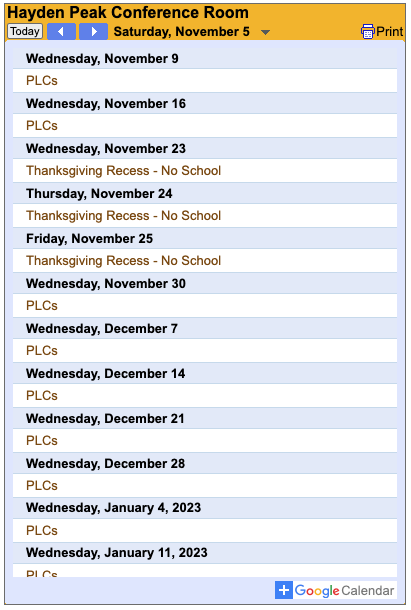 Hayden Peak Conference Room
Today Saturday, November 5 Print
Wednesday, November 9
PLCs
Wednesday, November 16
PLCs
Wednesday, November 23
Thanksgiving Recess - No School
Thursday, November 24
Thanksgiving Recess - No School
Friday, November 25
Thanksgiving Recess - No School
Wednesday, November 30
PLCs
Wednesday, December 7
PLCs
Wednesday, December 14
PLCs
Wednesday, December 21
PLCs
Wednesday, December 28
PLCs
Wednesday, January 4, 2023
PLCs
Wednesday, January 11, 2023
PLCs
Google Calendar